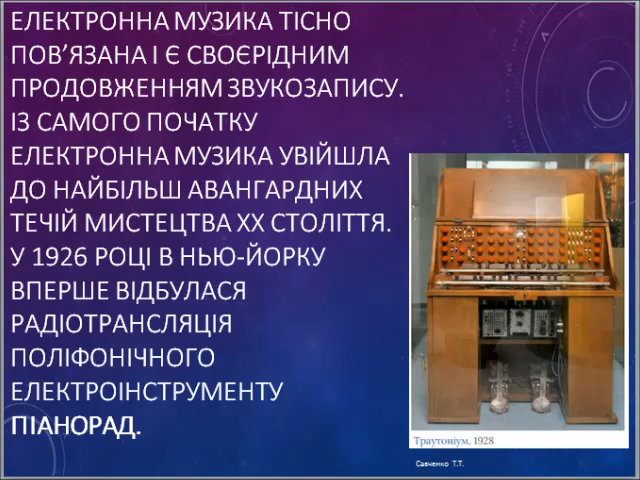 ЕЛЕКТРОННА МУЗИКА ТІСНО
ПОВ’ЯЗАНА І Є СВОЄРІДНИМ
ПРОДОВЖЕННЯМ ЗВУКОЗАПИСУ.
ІЗ САМОГО ПОЧАТКУ
ЕЛЕКТРОННА МУЗИКА УВІЙШЛА
ДО НАЙБІЛЬШ АВАНГАРДНИХ
ТЕЧІЙ МИСТЕЦТВА ХХ СТОЛІТТЯ.
У 1926 РОЦІ В НЬЮ-ЙОРКУ
ВПЕРШЕ ВІДБУЛАСЯ
РАДІОТРАНСЛЯЦІЯ
ПОЛІФОНІЧНОГО
ЕЛЕКТРОІНСТРУМЕНТУ
ПІАНОРАД.
Траутоніум, 1928
Савченко Т.Т.